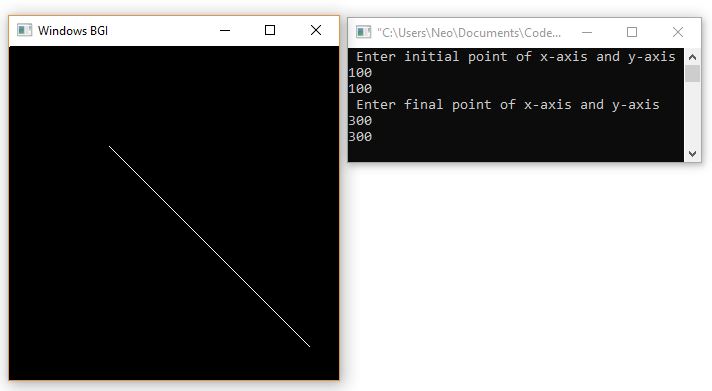 Windows BGI
"C:\Users\Neo\Documents\Code...
Enter initial point of x-axis and y-axis
100
100
Enter final point of x-axis and y-axis
300
300